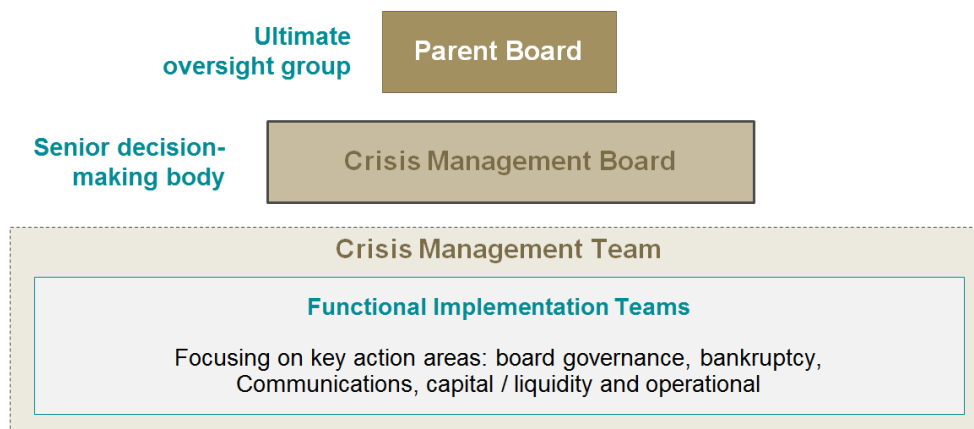 Ultimate
oversight group
Parent Board
Senior decision-
making body
Crisis Management Board
Crisis Management Team
Functional Implementation Teams
Focusing on key action areas: board governance, bankruptcy,
Communications, capital / liquidity and operational